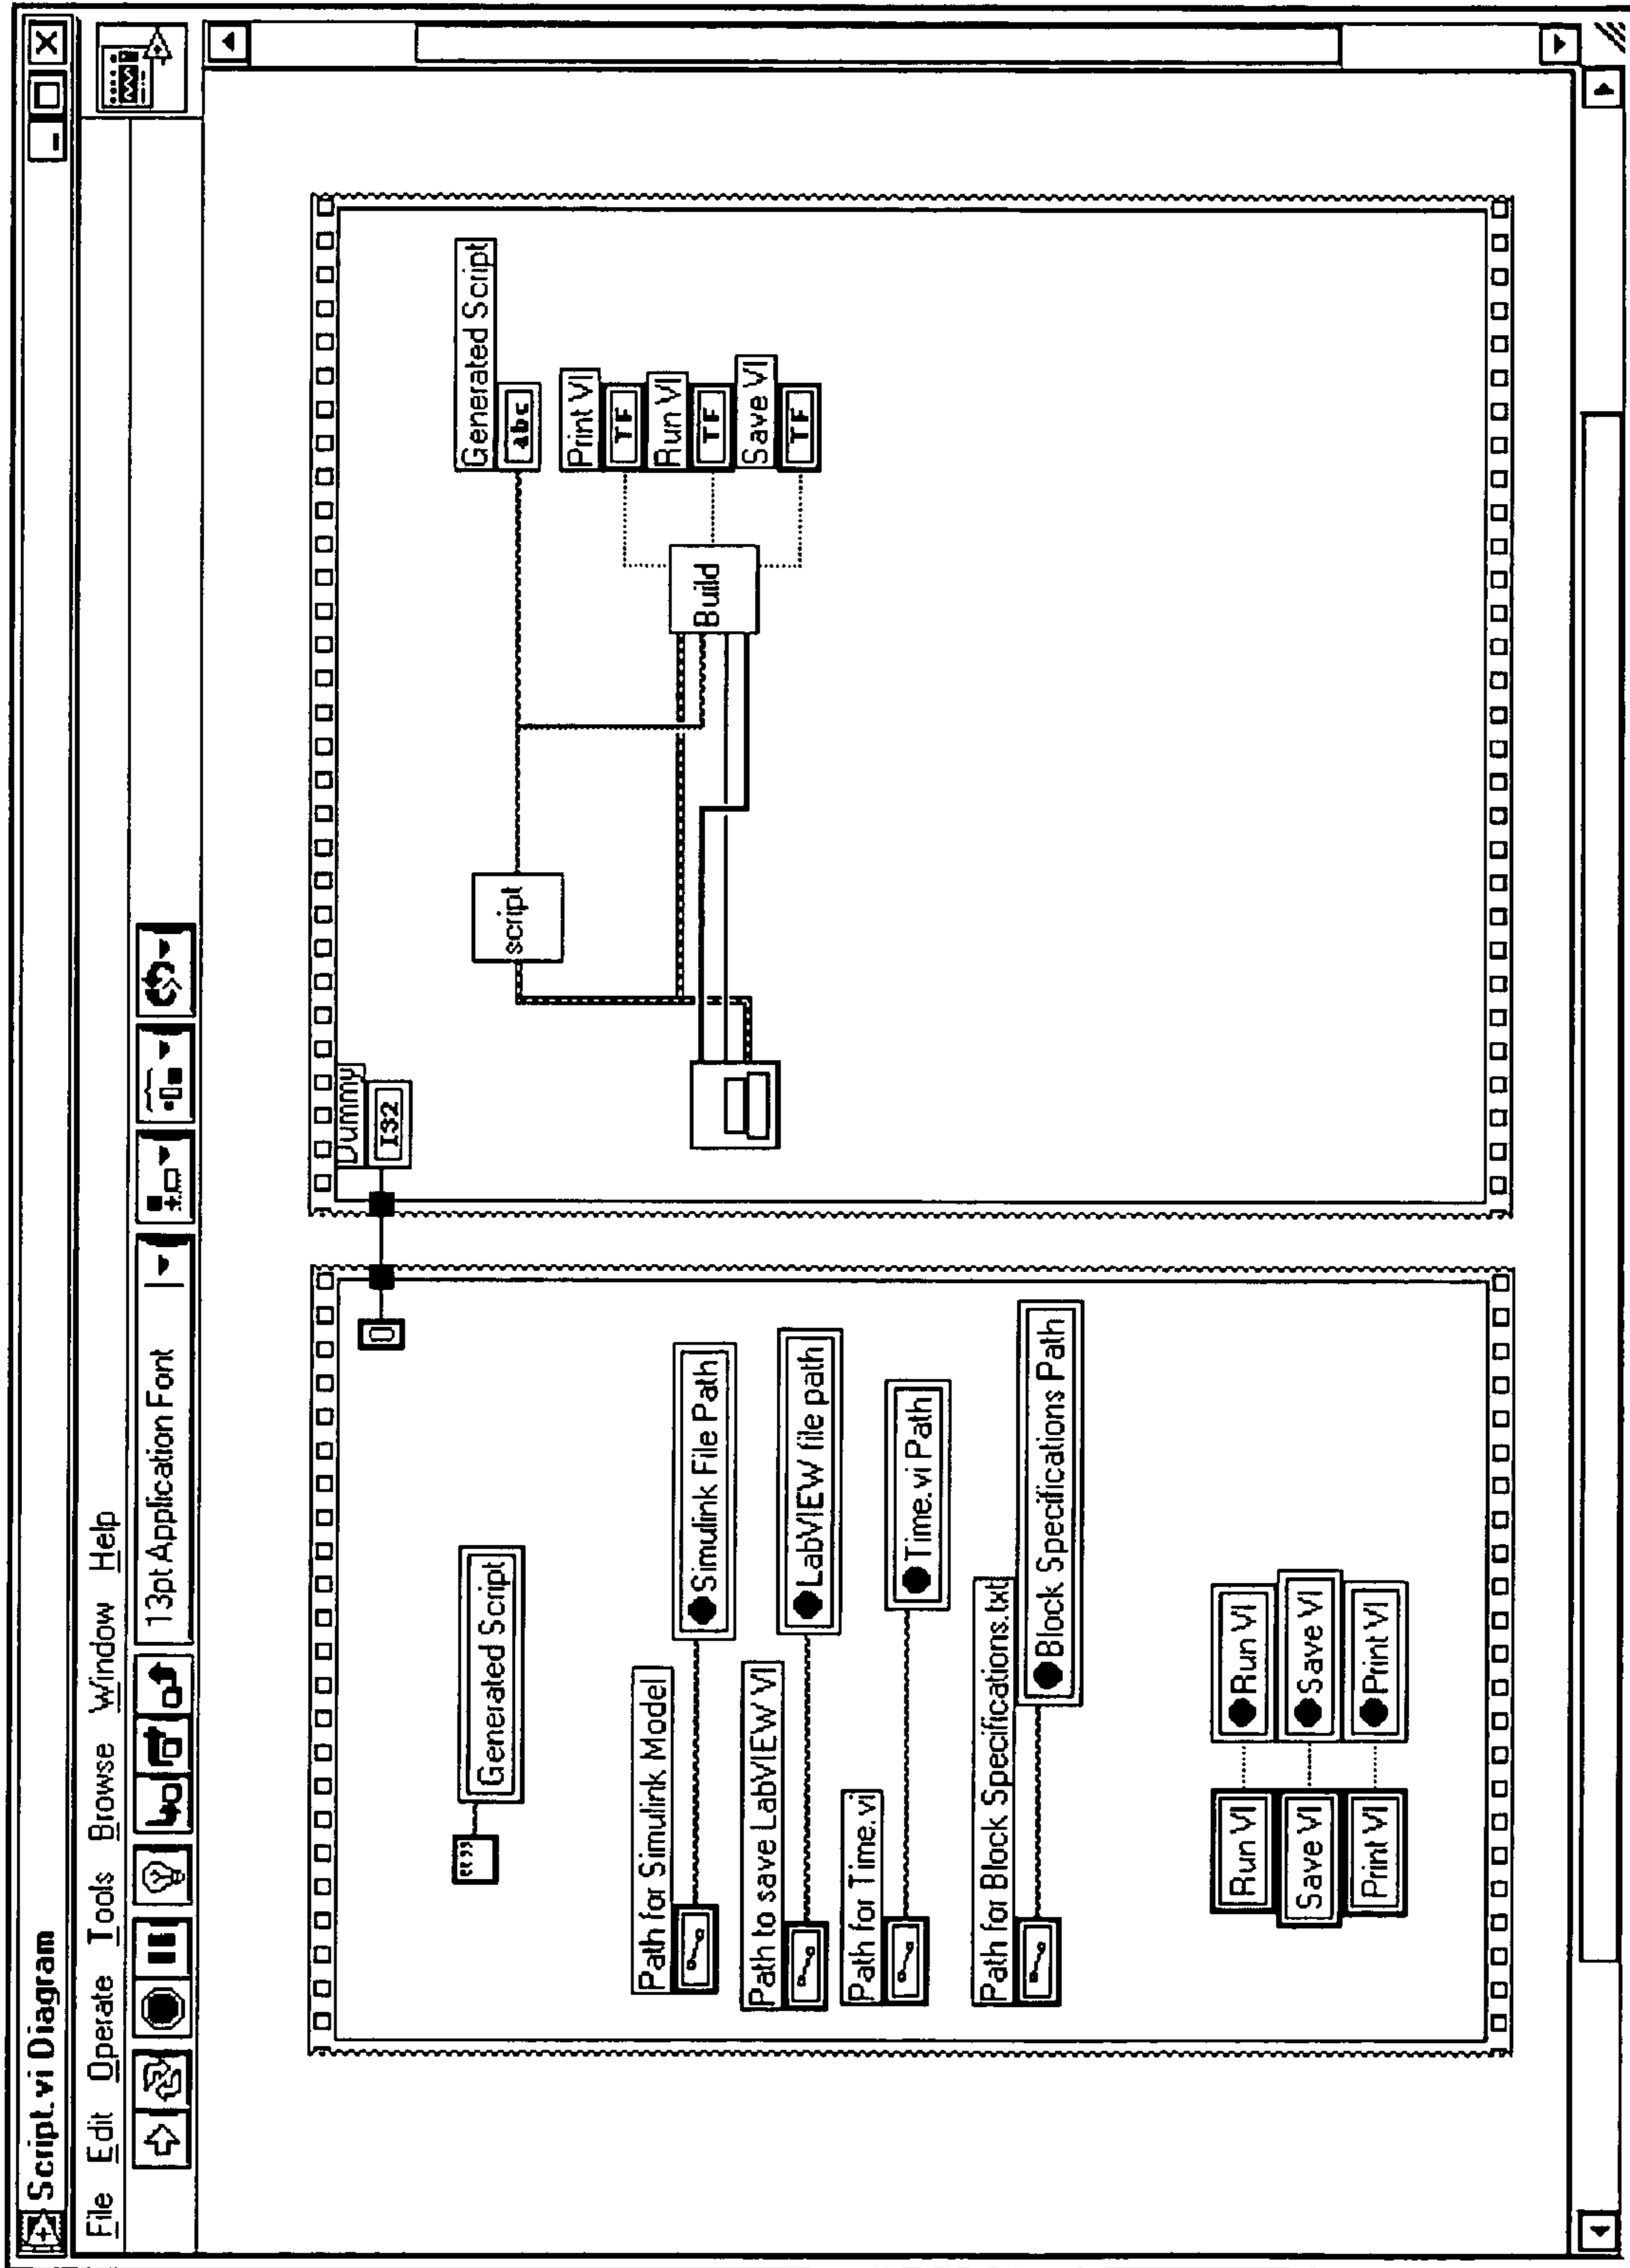 Script.vi Diagram
File Edit Operate Tools Browse Window Help
13pt Application Font
""
Generated Script
Path for Simulink Model
Simulink File Path
Path to save LabVIEW VI
LabVIEW file path
Path for Time.vi
Time.vi Path
Path for Block Specifications.txt
Block Specifications Path
Run VI
Run VI
Save VI
Save VI
Print VI
Print VI
0
Dummy
I32
script
Generated Script
abc
Build
Print VI
TF
Run VI
TF
Save VI
TF